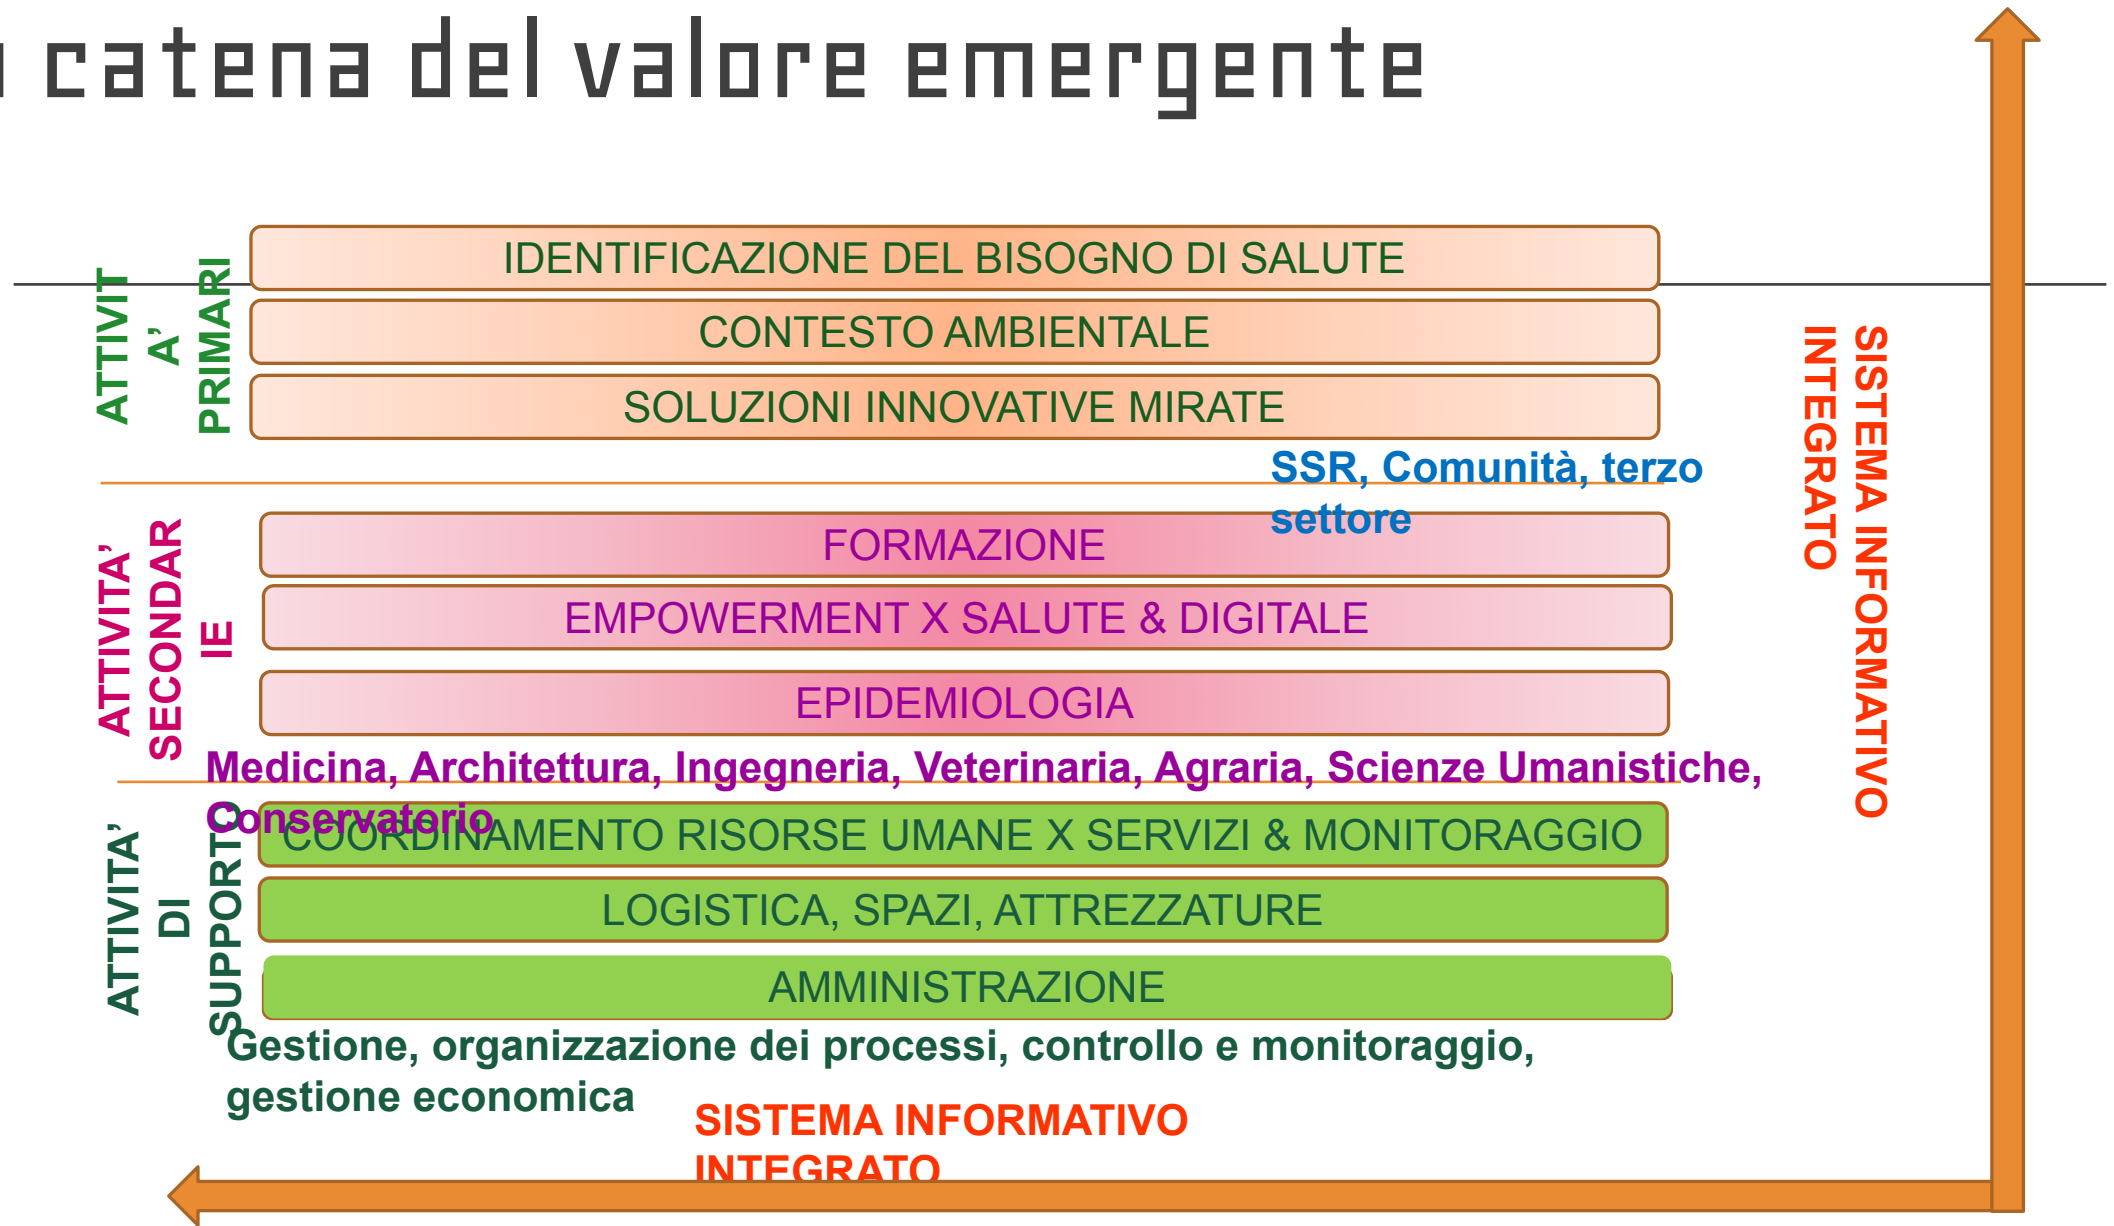 catena del valore emergente
IDENTIFICAZIONE DEL BISOGNO DI SALUTE
CONTESTO AMBIENTALE
SOLUZIONI INNOVATIVE MIRATE
ATTIVIT
A’
PRIMARI
SSR, Comunità, terzo
settore
FORMAZIONE
EMPOWERMENT X SALUTE & DIGITALE
EPIDEMIOLOGIA
ATTIVITA’
SECONDAR
IE
Medicina, Architettura, Ingegneria, Veterinaria, Agraria, Scienze Umanistiche,
Conservatorio
COORDINAMENTO RISORSE UMANE X SERVIZI & MONITORAGGIO
LOGISTICA, SPAZI, ATTREZZATURE
AMMINISTRAZIONE
ATTIVITA’
DI
SUPPORTO
Gestione, organizzazione dei processi, controllo e monitoraggio,
gestione economica
SISTEMA INFORMATIVO
INTEGRATO
SISTEMA INFORMATIVO
INTEGRATO